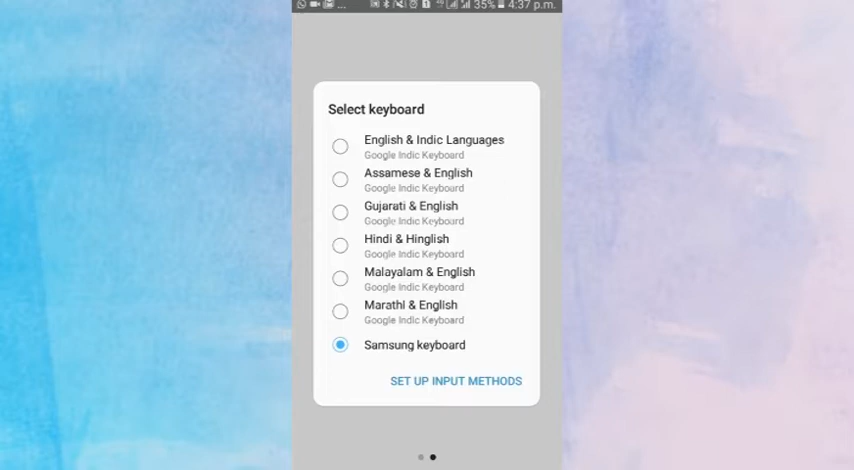 ... 35% 4:37 p.m.
Select keyboard
English & Indic Languages
Google Indic Keyboard
Assamese & English
Google Indic Keyboard
Gujarati & English
Google Indic Keyboard
Hindi & Hinglish
Google Indic Keyboard
Malayalam & English
Google Indic Keyboard
Marathi & English
Google Indic Keyboard
Samsung keyboard
SET UP INPUT METHODS